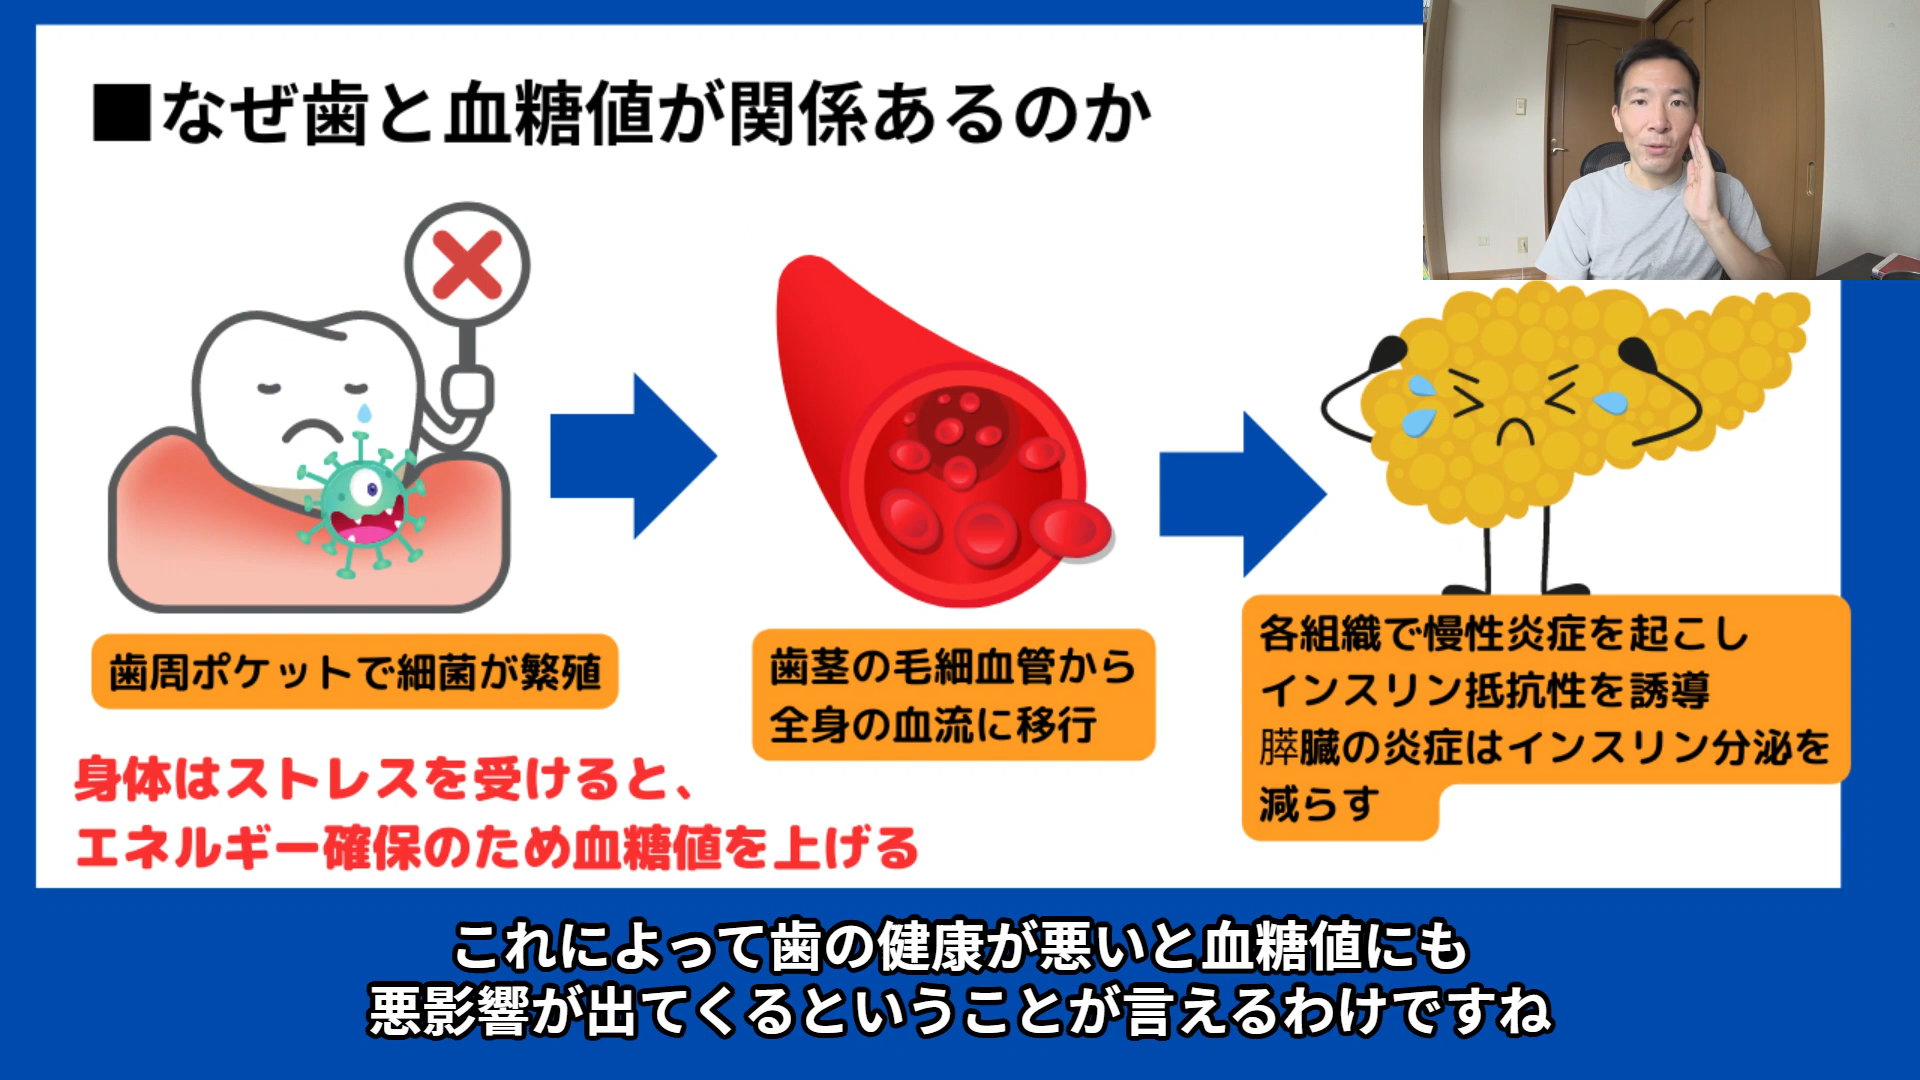 ■なぜ歯と血糖値が関係あるのか
歯周ポケットで細菌が繁殖
歯茎の毛細血管から
全身の血流に移行
各組織で慢性炎症を起こし
インスリン抵抗性を誘導
膵臓の炎症はインスリン分泌を
減らす
身体はストレスを受けると、
エネルギー確保のため血糖値を上げる
これによって歯の健康が悪いと血糖値にも
悪影響が出てくるということが言えるわけですね